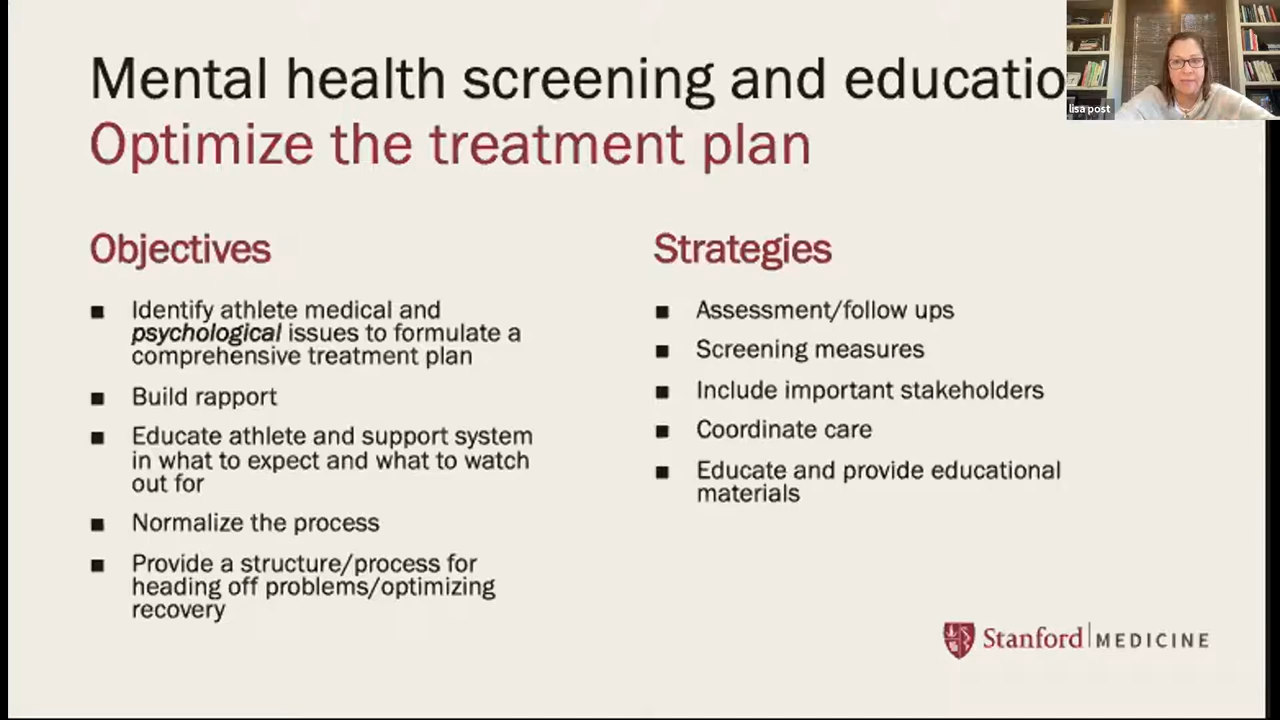 Mental health screening and educatio
lisa post
Optimize the treatment plan
Objectives
Identify athlete medical and
psychological issues to formulate a
comprehensive treatment plan
Build rapport
Educate athlete and support system
in what to expect and what to watch
out for
Normalize the process
Provide a structure/process for
heading off problems/optimizing
recovery
Strategies
Assessment/follow ups
Screening measures
Include important stakeholders
Coordinate care
Educate and provide educational
materials
Stanford MEDICINE